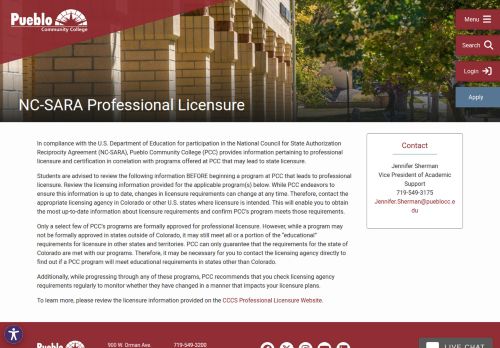 Pueblo
Community College
Menu
Search
Login
Apply
NC-SARA Professional Licensure
In compliance with the U.S. Department of Education for participation in the National Council for State Authorization
Reciprocity Agreement (NC-SARA), Pueblo Community College (PCC) provides information pertaining to professional
licensure and certification in correlation with programs offered at PCC that may lead to state licensure.
Students are advised to review the following information BEFORE beginning a program at PCC that leads to professional
licensure. Review the licensing information provided for the applicable program(s) below. While PCC endeavors to
ensure this information is up to date, changes in licensure requirements can change at any time. Therefore, contact the
appropriate licensing agency in Colorado or other U.S. states where licensure is intended. This will enable you to obtain
the most up-to-date information about licensure requirements and confirm PCC's program meets those requirements.
Only a select few of PCC's programs are formally approved for professional licensure. However, while a program may
not be formally approved in states outside of Colorado, it may still meet all or a portion of the "educational"
requirements for licensure in other states and territories. PCC can only guarantee that the requirements for the state of
Colorado are met with our programs. Therefore, it may be necessary for you to contact the licensing agency directly to
find out if a PCC program will meet educational requirements in states other than Colorado.
Additionally, while progressing through any of these programs, PCC recommends that you check licensing agency
requirements regularly to monitor whether they have changed in a manner that impacts your licensure plans.
To learn more, please review the licensure information provided on the CCCS Professional Licensure Website.
Contact
Jennifer Sherman
Vice President of Academic
Support
719-549-3175
Jennifer.Sherman@pueblocc.e
du
Pueblo
900 W. Orman Ave.
719-549-3200
LIVE CHAT